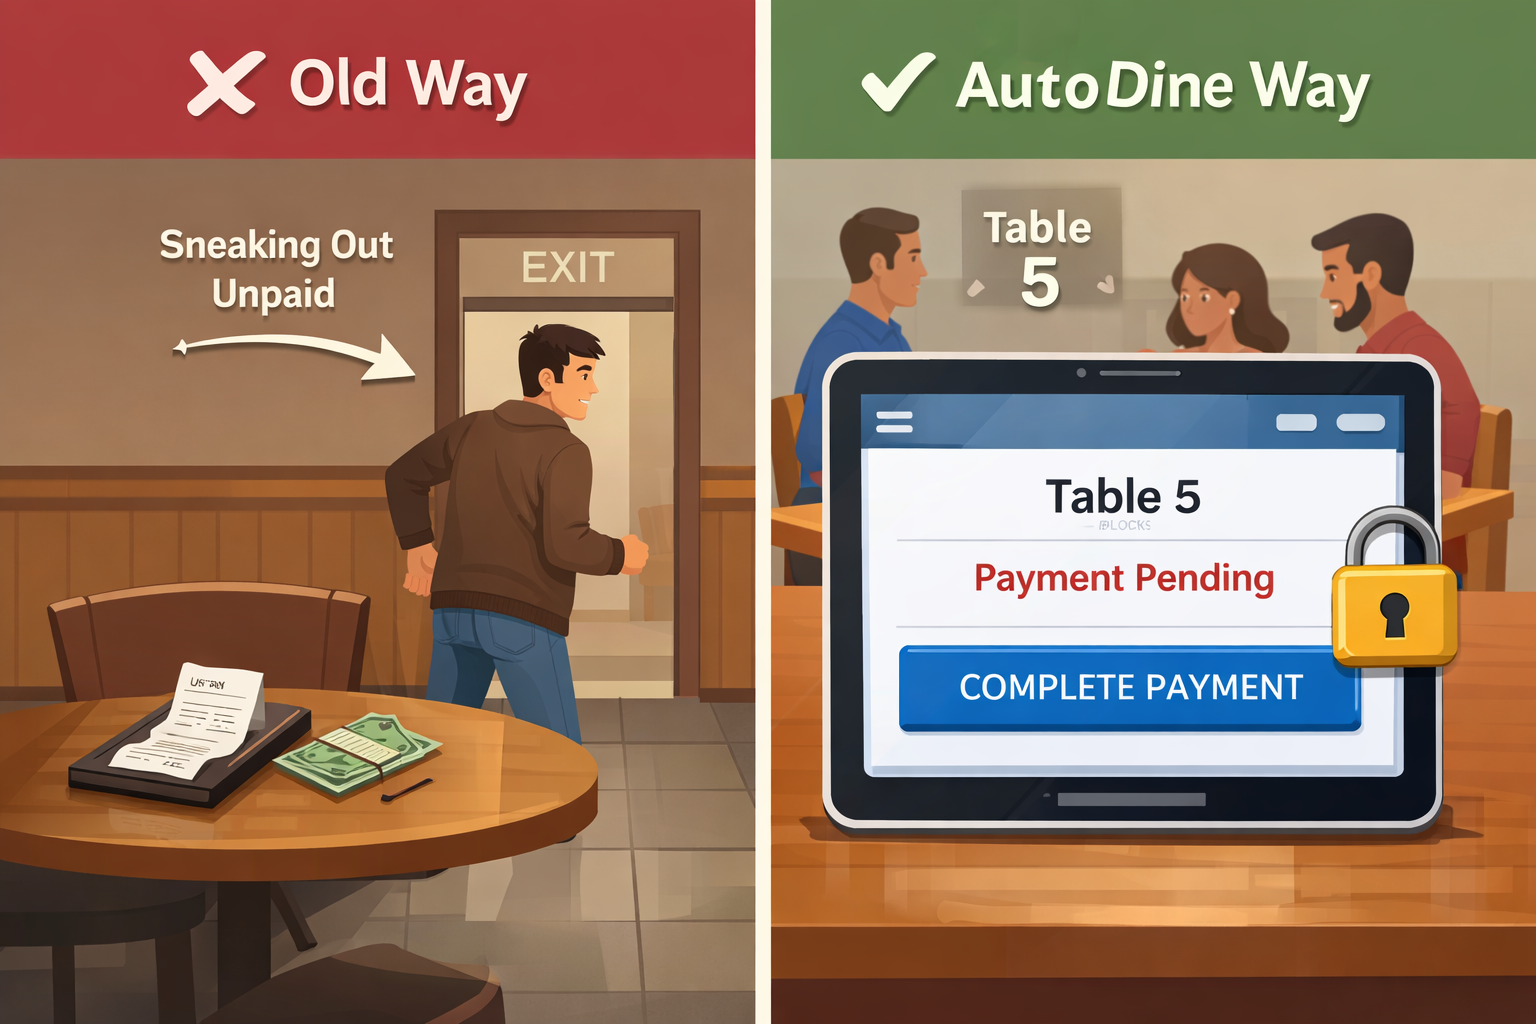 Old Way
Sneaking Out
Unpaid
EXIT
AutoDine Way
Table
5
Table 5
Payment Pending
COMPLETE PAYMENT